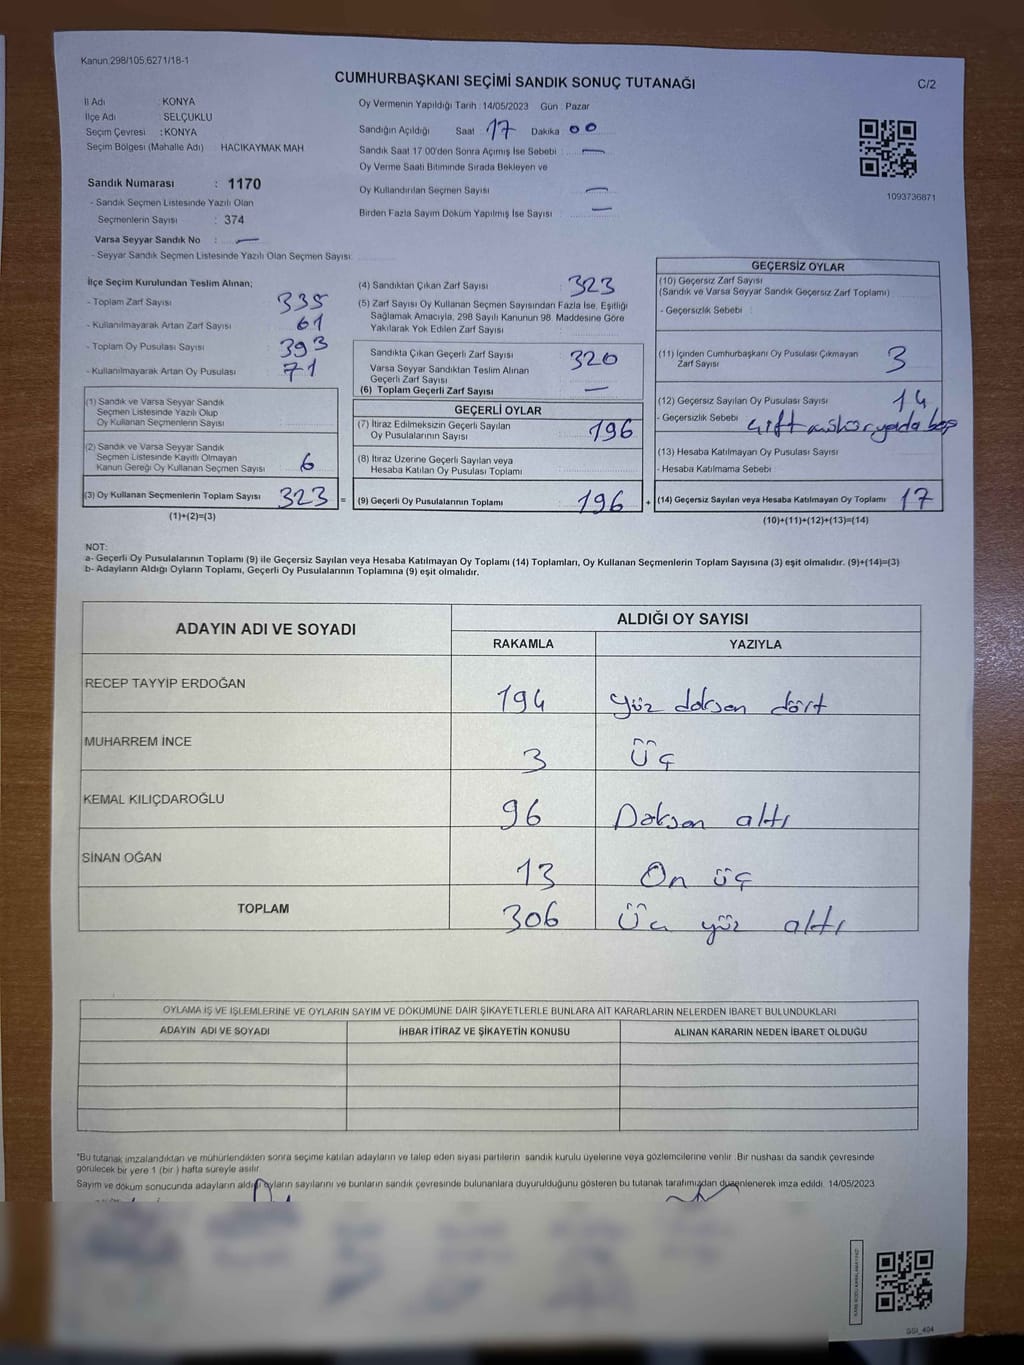 Kanun.298/105.6271/18-1
CUMHURBAŞKANI SEÇİMİ SANDIK SONUÇ TUTANAĞI
C/2
İl Adı : KONYA
İlçe Adı : SELÇUKLU
Seçim Çevresi : KONYA
Seçim Bölgesi (Mahalle Adı) HACIKAYMAK MAH
Sandık Numarası : 1170
- Sandık Seçmen Listesinde Yazılı Olan
Seçmenlerin Sayısı : 374
Varsa Seyyar Sandık No : —
- Seyyar Sandık Seçmen Listesinde Yazılı Olan Seçmen Sayısı:
Oy Vermenin Yapıldığı Tarih : 14/05/2023 Gün : Pazar
Sandığın Açıldığı Saat : 17 Dakika : 00
Sandık Saat 17:00'den Sonra Açılmış İse Sebebi : —
Oy Verme Saati Bitiminde Sırada Bekleyen ve
Oy Kullandırılan Seçmen Sayısı —
Birden Fazla Sayım Döküm Yapılmış İse Sayısı : —
1093736871
İlçe Seçim Kurulundan Teslim Alınan;
- Toplam Zarf Sayısı 335
- Kullanılmayarak Artan Zarf Sayısı : 61
- Toplam Oy Pusulası Sayısı : 393
- Kullanılmayarak Artan Oy Pusulası : 71
(1) Sandık ve Varsa Seyyar Sandık
Seçmen Listesinde Yazılı Olup
Oy Kullanan Seçmenlerin Sayısı :
(2) Sandık ve Varsa Seyyar Sandık
Seçmen Listesinde Kayıtlı Olmayan
Kanun Gereği Oy Kullanan Seçmen Sayısı : 6
(3) Oy Kullanan Seçmenlerin Toplam Sayısı : 323 =
(1)+(2)=(3)
(4) Sandıktan Çıkan Zarf Sayısı : 323
(5) Zarf Sayısı Oy Kullanan Seçmen Sayısından Fazla İse, Eşitliği
Sağlamak Amacıyla, 298 Sayılı Kanunun 98. Maddesine Göre
Yakılarak Yok Edilen Zarf Sayısı :
Sandıkta Çıkan Geçerli Zarf Sayısı : 320
Varsa Seyyar Sandıktan Teslim Alınan
Geçerli Zarf Sayısı :
(6) Toplam Geçerli Zarf Sayısı : —
GEÇERLİ OYLAR
(7) İtiraz Edilmeksizin Geçerli Sayılan
Oy Pusulalarının Sayısı : 196
(8) İtiraz Üzerine Geçerli Sayılan veya
Hesaba Katılan Oy Pusulası Toplamı :
(9) Geçerli Oy Pusulalarının Toplamı : 196 +
GEÇERSİZ OYLAR
(10) Geçersiz Zarf Sayısı
(Sandık ve Varsa Seyyar Sandık Geçersiz Zarf Toplamı) :
- Geçersizlik Sebebi :
(11) İçinden Cumhurbaşkanı Oy Pusulası Çıkmayan
Zarf Sayısı : 3
(12) Geçersiz Sayılan Oy Pusulası Sayısı : 14
- Geçersizlik Sebebi : çift mühür yada boş
(13) Hesaba Katılmayan Oy Pusulası Sayısı :
- Hesaba Katılmama Sebebi :
(14) Geçersiz Sayılan veya Hesaba Katılmayan Oy Toplamı : 17
(10)+(11)+(12)+(13)=(14)
NOT:
a- Geçerli Oy Pusulalarının Toplamı (9) ile Geçersiz Sayılan veya Hesaba Katılmayan Oy Toplamı (14) Toplamları, Oy Kullanan Seçmenlerin Toplam Sayısına (3) eşit olmalıdır. (9)+(14)=(3)
b- Adayların Aldığı Oyların Toplamı, Geçerli Oy Pusulalarının Toplamına (9) eşit olmalıdır.
ADAYIN ADI VE SOYADI
ALDIĞI OY SAYISI
RAKAMLA YAZIYLA
RECEP TAYYİP ERDOĞAN 194 Yüz doksan dört
MUHARREM İNCE 3 Üç
KEMAL KILIÇDAROĞLU 96 Doksan altı
SİNAN OĞAN 13 On üç
TOPLAM 306 Üç yüz altı
OYLAMA İŞ VE İŞLEMLERİNE VE OYLARIN SAYIM VE DÖKÜMÜNE DAİR ŞİKAYETLERLE BUNLARA AİT KARARLARIN NELERDEN İBARET BULUNDUKLARI
ADAYIN ADI VE SOYADI İHBAR İTİRAZ VE ŞİKAYETİN KONUSU ALINAN KARARIN NEDEN İBARET OLDUĞU
*Bu tutanak imzalandıktan ve mühürlendikten sonra seçime katılan adayların ve talep eden siyasi partilerin sandık kurulu üyelerine veya gözlemcilerine verilir. Bir nüshası da sandık çevresinde
görülecek bir yere 1 (bir ) hafta süreyle asılır.
Sayım ve döküm sonucunda adayların aldığı oyların sayılarını ve bunların sandık çevresinde bulunanlara duyurulduğunu gösteren bu tutanak tarafımızdan düzenlenerek imza edildi. 14/05/2023